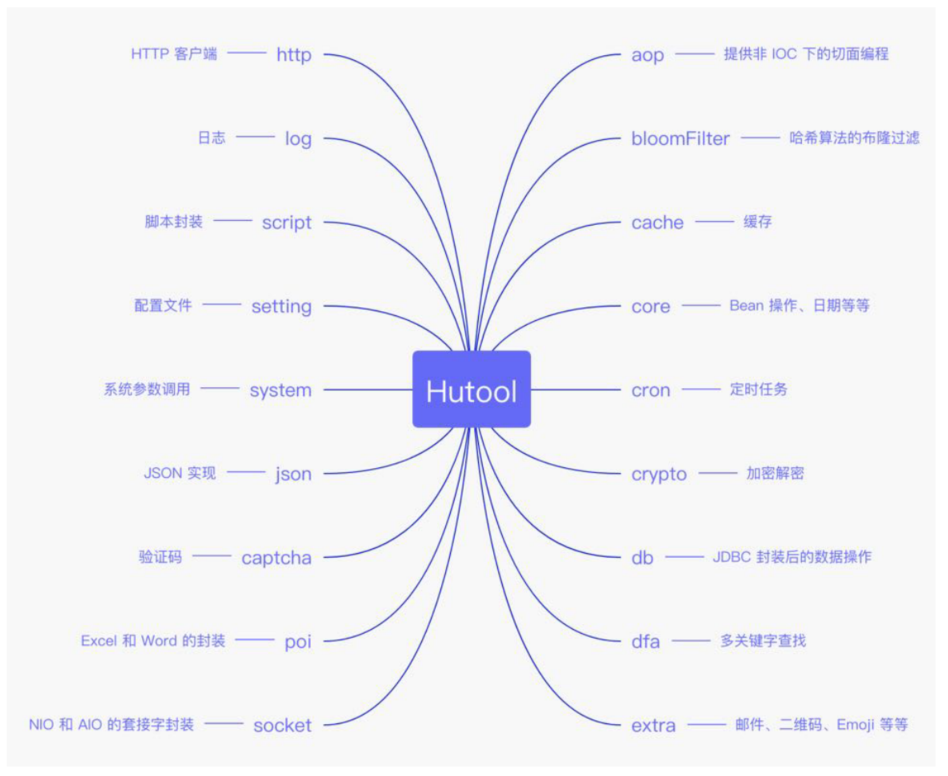 HTTP 客户端 http
日志 log
脚本封装 script
配置文件 setting
系统参数调用 system
JSON 实现 json
验证码 captcha
Excel 和 Word 的封装 poi
NIO 和 AIO 的套接字封装 socket
Hutool
aop 提供非 IOC 下的切面编程
bloomFilter 哈希算法的布隆过滤
cache 缓存
core Bean 操作、日期等等
cron 定时任务
crypto 加密解密
db JDBC 封装后的数据操作
dfa 多关键字查找
extra 邮件、二维码、Emoji 等等